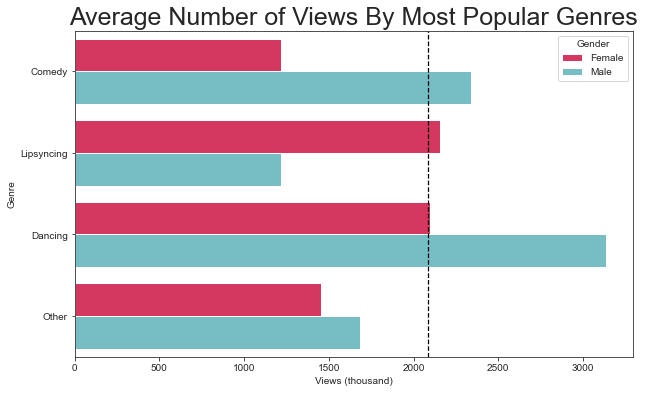 Average Number of Views By Most Popular Genres
Gender
Female
Male
Comedy
Lipsyncing
Dancing
Other
Genre
0 500 1000 1500 2000 2500 3000
Views (thousand)